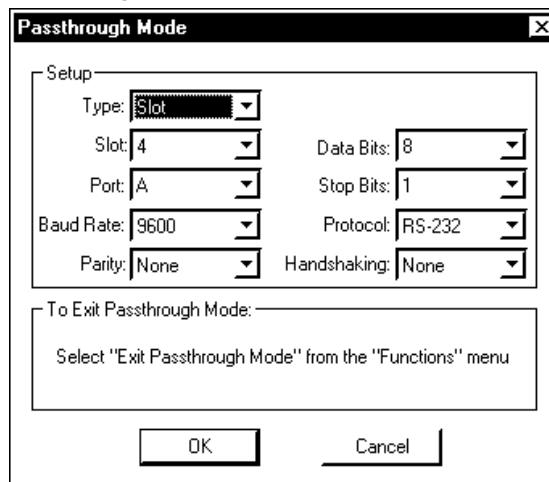 Passthrough Mode
Setup
Type: Slot
Slot: 4
Data Bits: 8
Port: A
Stop Bits: 1
Baud Rate: 9600
Protocol: RS-232
Parity: None
Handshaking: None
To Exit Passthrough Mode:
Select "Exit Passthrough Mode" from the "Functions" menu
OK
Cancel